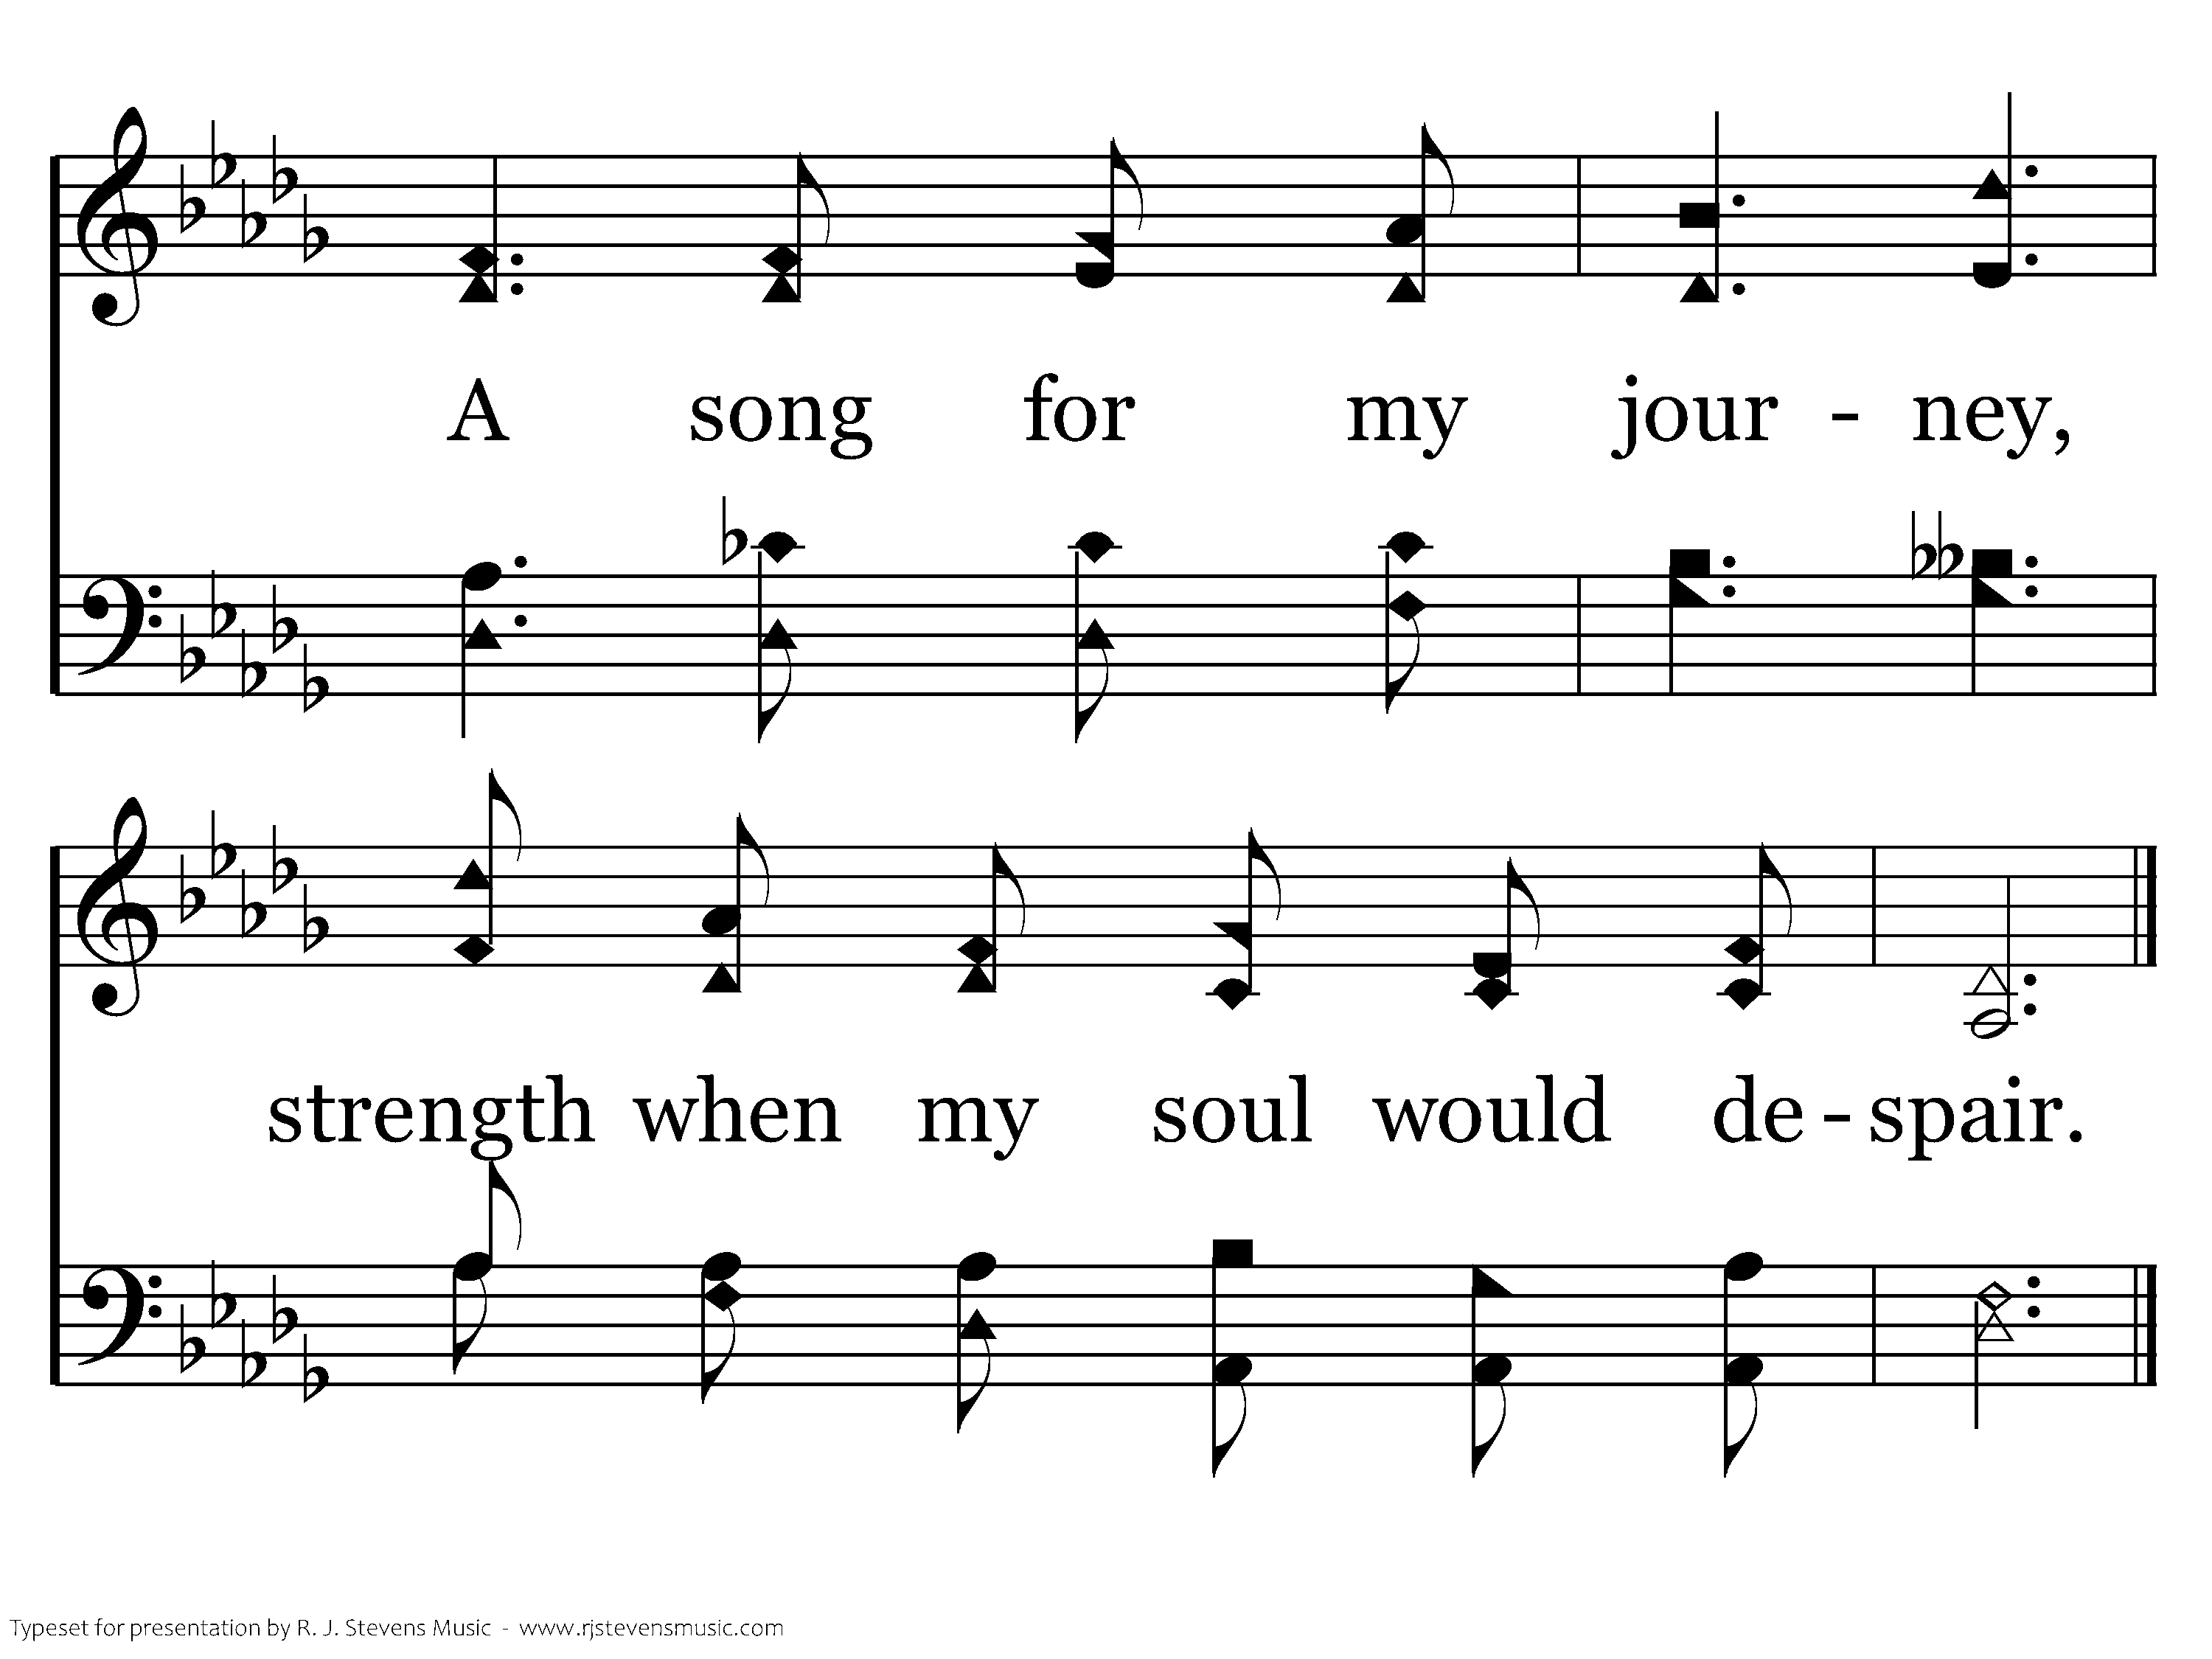 A song for my jour - ney,
strength when my soul would de - spair.
Typeset for presentation by R. J. Stevens Music - www.rjstevensmusic.com